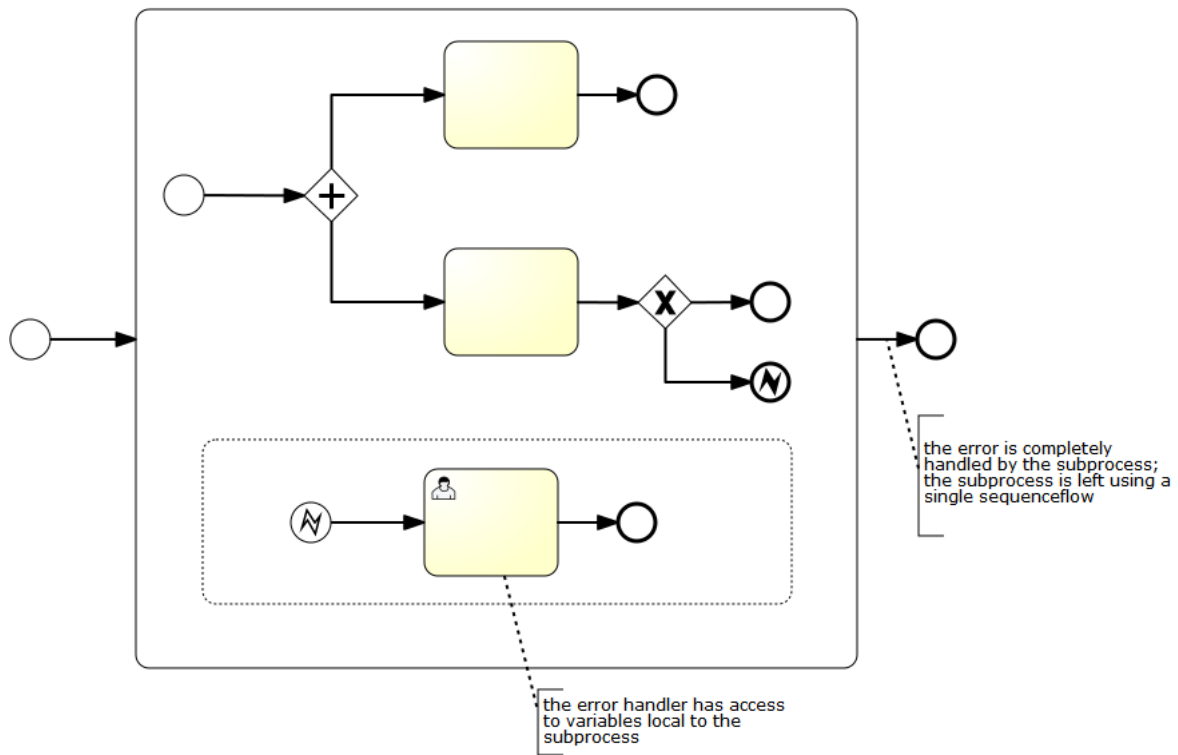 the error is completely
handled by the subprocess;
the subprocess is left using a
single sequenceflow
the error handler has access
to variables local to the
subprocess